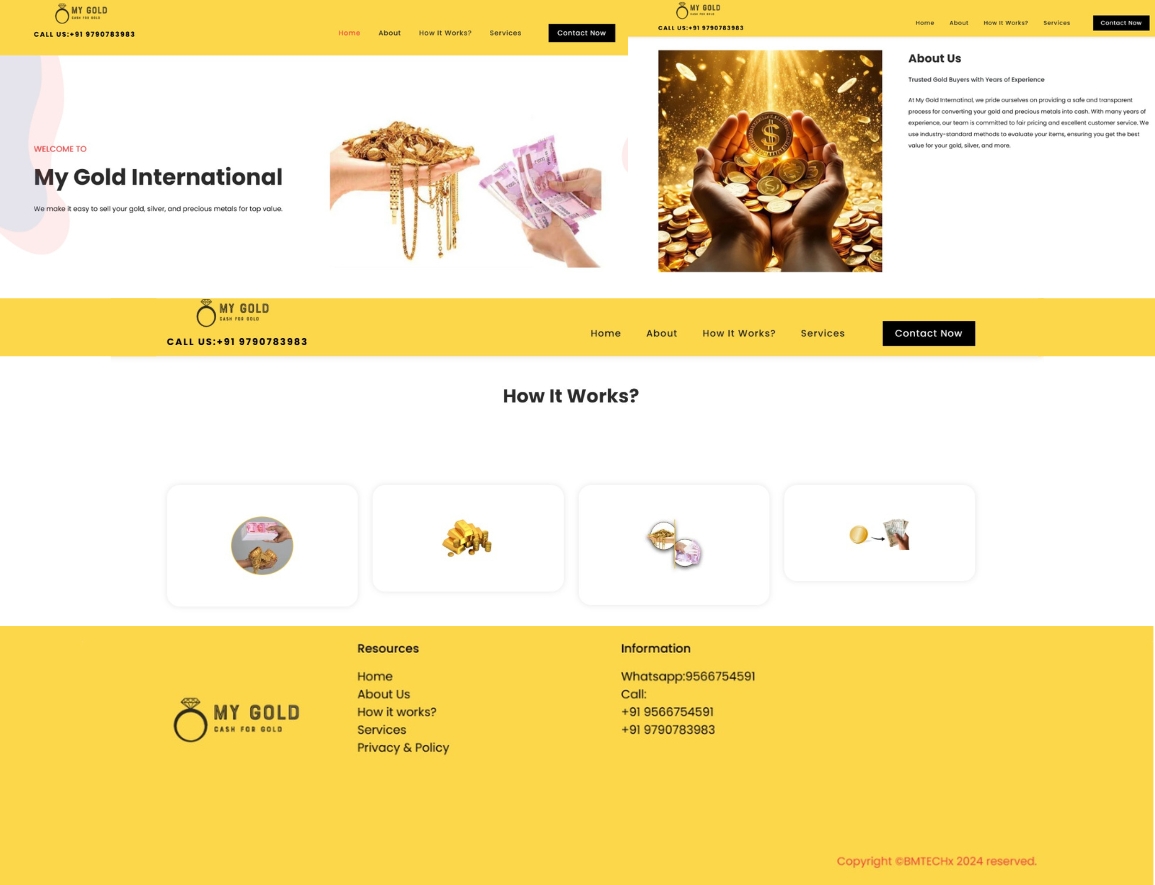 MY GOLD
CASH FOR GOLD
CALL US:+91 9790783983
Home About How It Works? Services Contact Now
WELCOME TO
My Gold International
We make it easy to sell your gold, silver, and precious metals for top value.
MY GOLD
CASH FOR GOLD
CALL US:+91 9790783983
Home About How It Works? Services Contact Now
About Us
Trusted Gold Buyers with Years of Experience
At My Gold Internatinal, we pride ourselves on providing a safe and transparent
process for converting your gold and precious metals into cash. With many years of
experience, our team is committed to fair pricing and excellent customer service. We
use industry-standard methods to evaluate your items, ensuring you get the best
value for your gold, silver, and more.
MY GOLD
CASH FOR GOLD
CALL US:+91 9790783983
Home About How It Works? Services Contact Now
How It Works?
MY GOLD
CASH FOR GOLD
Resources
Home
About Us
How it works?
Services
Privacy & Policy
Information
Whatsapp:9566754591
Call:
+91 9566754591
+91 9790783983
Copyright ©BMTECHx 2024 reserved.